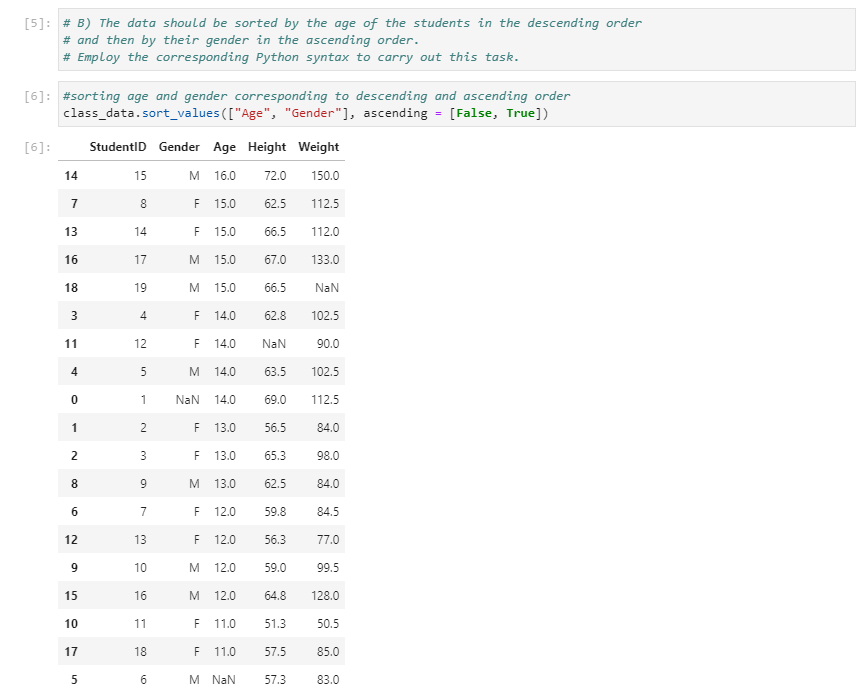 [5]: # B) The data should be sorted by the age of the students in the descending order
# and then by their gender in the ascending order.
# Employ the corresponding Python syntax to carry out this task.
[6]: #sorting age and gender corresponding to descending and ascending order
class_data.sort_values(["Age", "Gender"], ascending = [False, True])
[6]: StudentID Gender Age Height Weight
14 15 M 16.0 72.0 150.0
7 8 F 15.0 62.5 112.5
13 14 F 15.0 66.5 112.0
16 17 M 15.0 67.0 133.0
18 19 M 15.0 66.5 NaN
3 4 F 14.0 62.8 102.5
11 12 F 14.0 NaN 90.0
4 5 M 14.0 63.5 102.5
0 1 NaN 14.0 69.0 112.5
1 2 F 13.0 56.5 84.0
2 3 F 13.0 65.3 98.0
8 9 M 13.0 62.5 84.0
6 7 F 12.0 59.8 84.5
12 13 F 12.0 56.3 77.0
9 10 M 12.0 59.0 99.5
15 16 M 12.0 64.8 128.0
10 11 F 11.0 51.3 50.5
17 18 F 11.0 57.5 85.0
5 6 M NaN 57.3 83.0